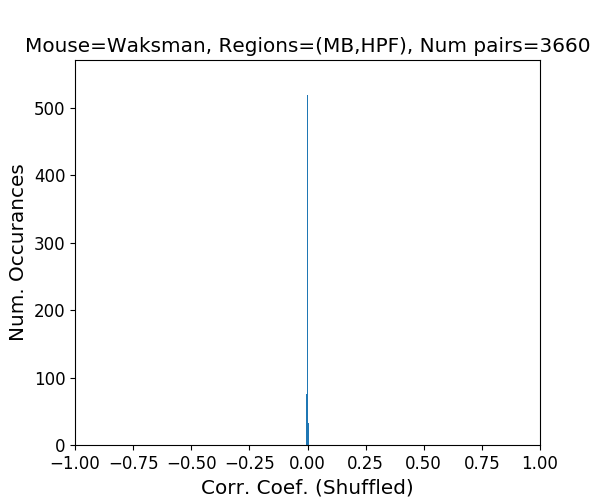 Mouse=Waksman, Regions=(MB,HPF), Num pairs=3660
Num. Occurances
500
400
300
200
100
0
−1.00 −0.75 −0.50 −0.25 0.00 0.25 0.50 0.75 1.00
Corr. Coef. (Shuffled)